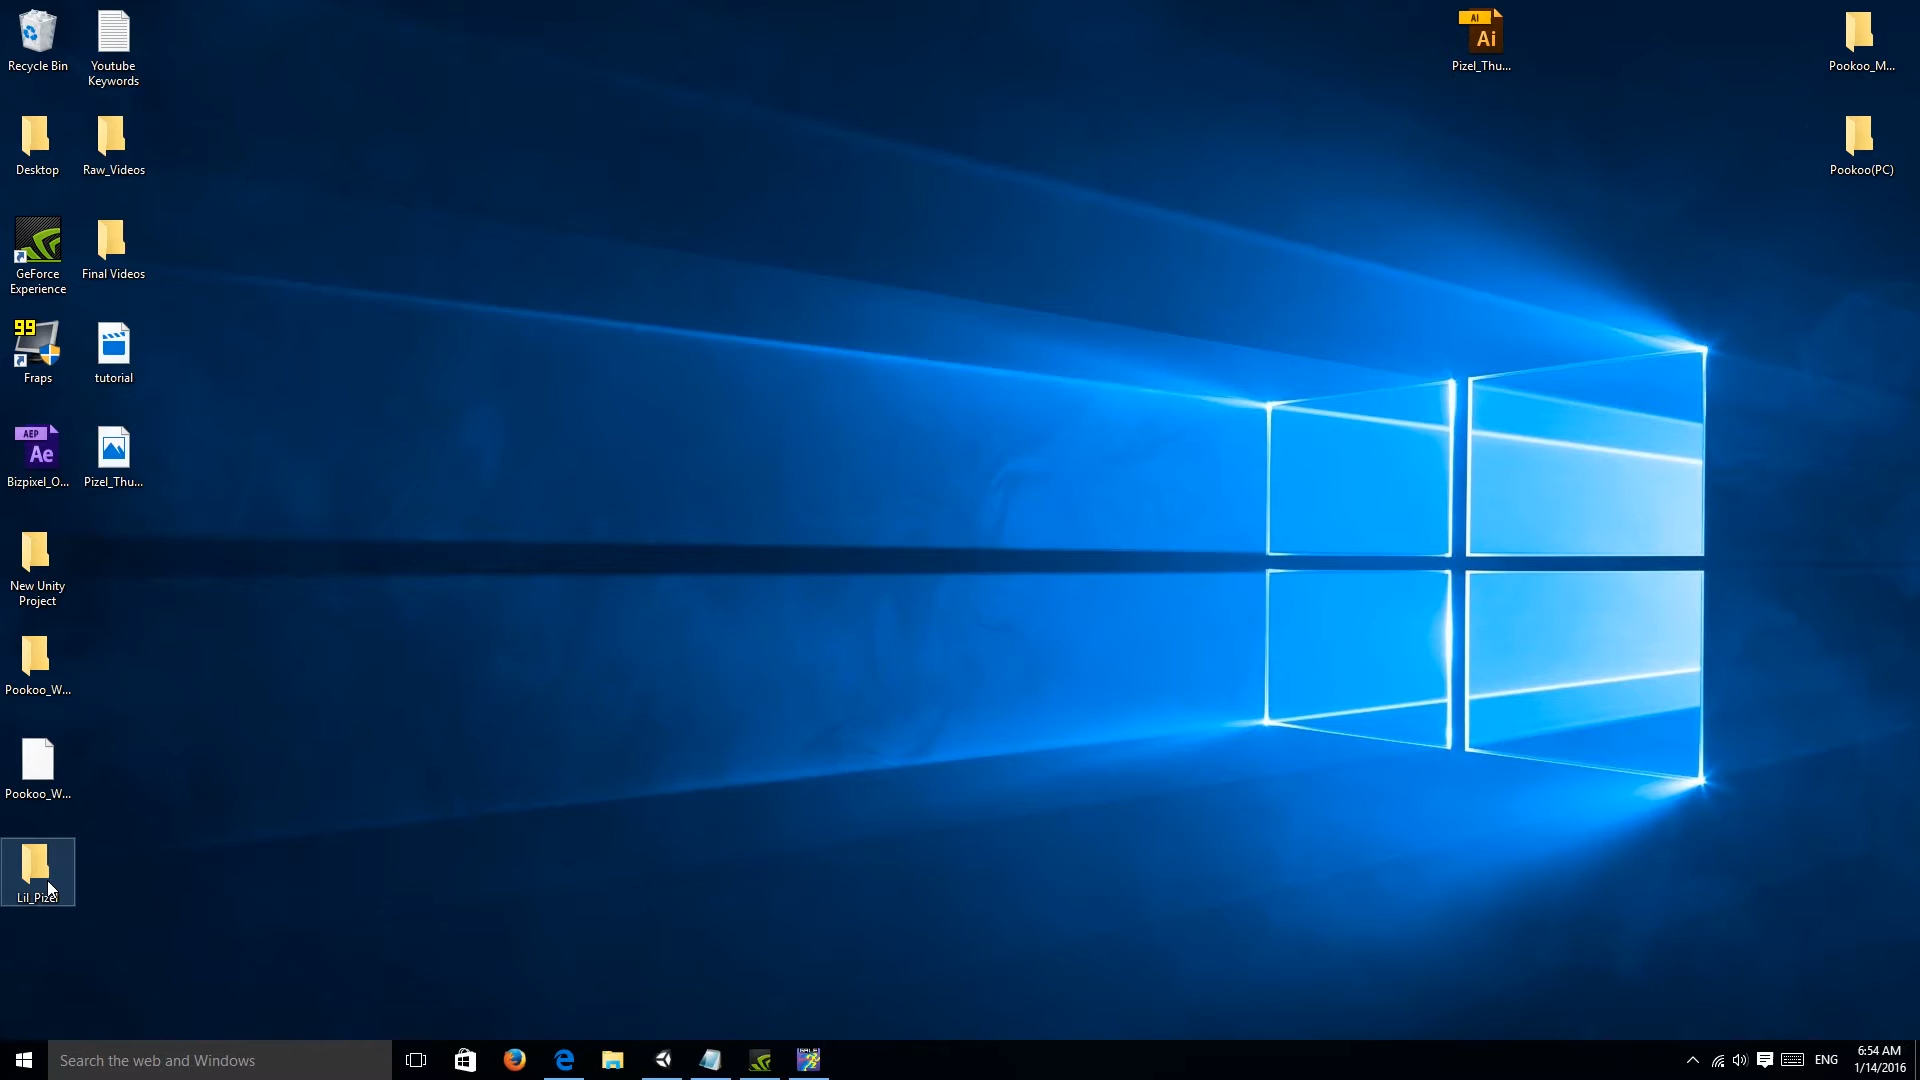 Recycle Bin
Youtube
Keywords
Desktop
Raw_Videos
GeForce
Experience
Final Videos
99
Fraps
tutorial
AEP
Ae
Bizpixel_O...
Pizel_Thu...
New Unity
Project
Pookoo_W...
Pookoo_W...
Lil_Pizel
AI
Ai
Pizel_Thu...
Pookoo_M...
Pookoo(PC)
Search the web and Windows
ENG
6:54 AM
1/14/2016